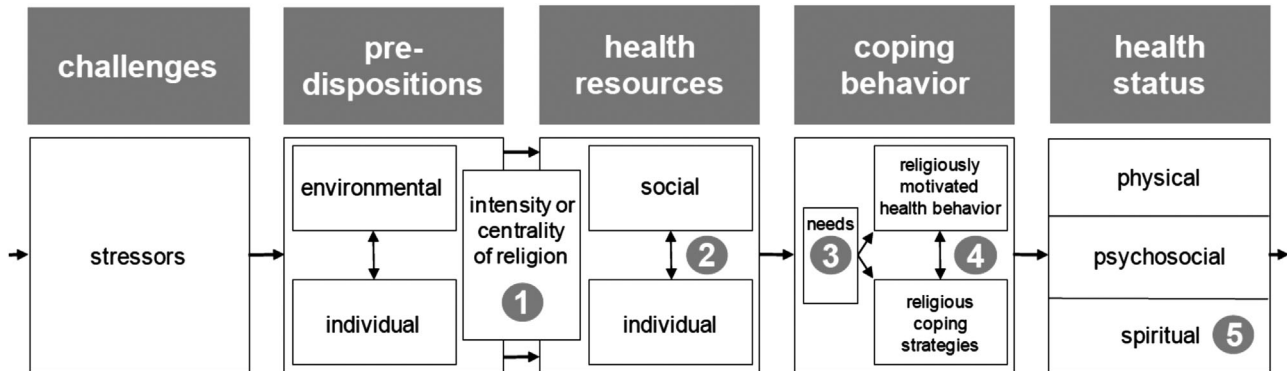 challenges
pre-
dispositions
health
resources
coping
behavior
health
status
stressors
environmental
individual
intensity or
centrality
of religion
1
social
2
individual
needs
3
religiously
motivated
health behavior
4
religious
coping
strategies
physical
psychosocial
spiritual 5